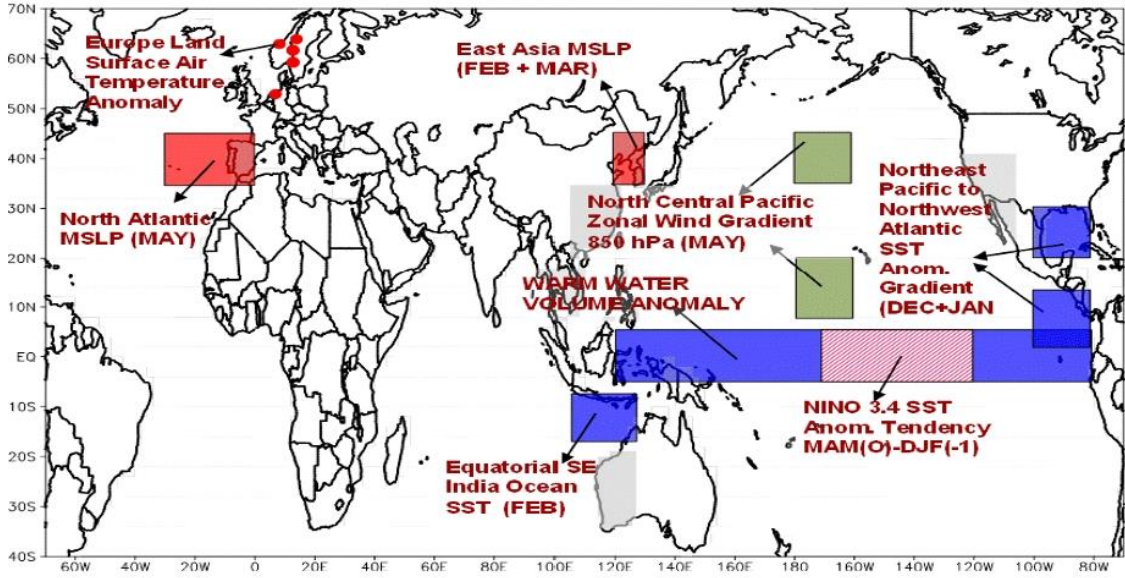 70N
60N
50N
40N
30N
20N
10N
EQ
10S
20S
30S
40S
Europe Land
Surface Air
Temperature
Anomaly
East Asia MSLP
(FEB + MAR)
North Atlantic
MSLP (MAY)
North Central Pacific
Zonal Wind Gradient
850 hPa (MAY)
Northeast
Pacific to
Northwest
Atlantic
SST
Anom.
Gradient
(DEC+JAN
WARM WATER
VOLUME ANOMALY
NINO 3.4 SST
Anom. Tendency
MAM(O)-DJF(-1)
Equatorial SE
India Ocean
SST (FEB)
60W 40W 20W 0 20E 40E 60E 80E 100E 120E 140E 160E 180 160W 140W 120W 100W 80W